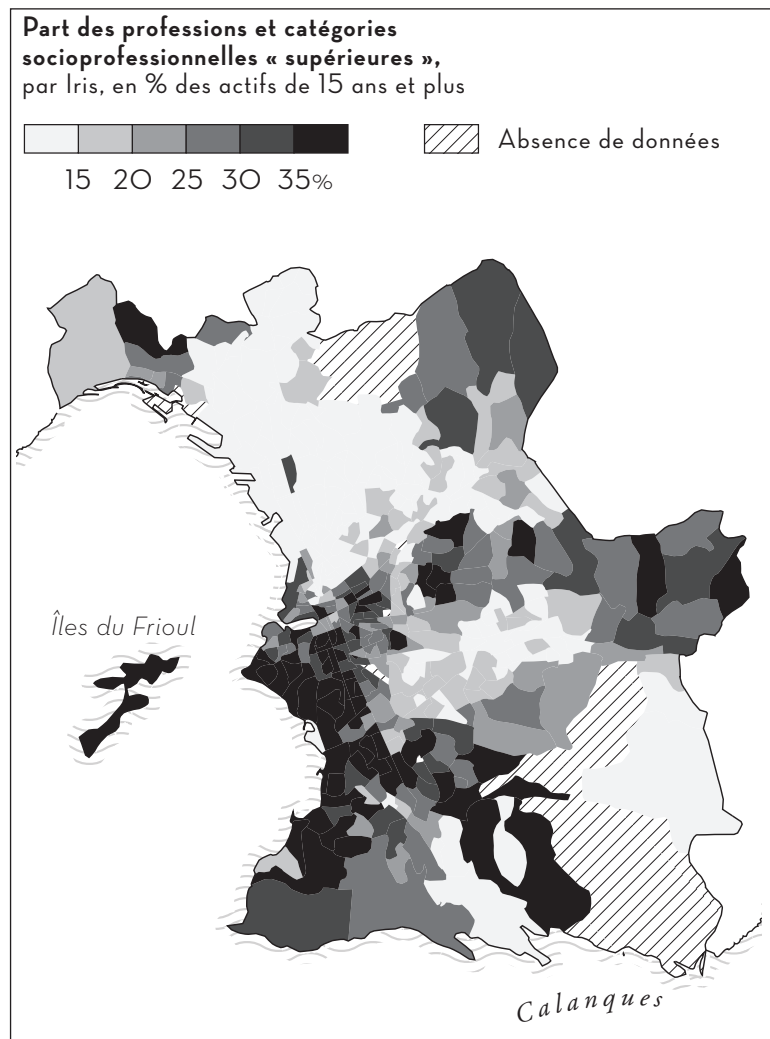 Part des professions et catégories
socioprofessionnelles « supérieures »,
par Iris, en % des actifs de 15 ans et plus
Absence de données
15 20 25 30 35%
Îles du Frioul
Calanques